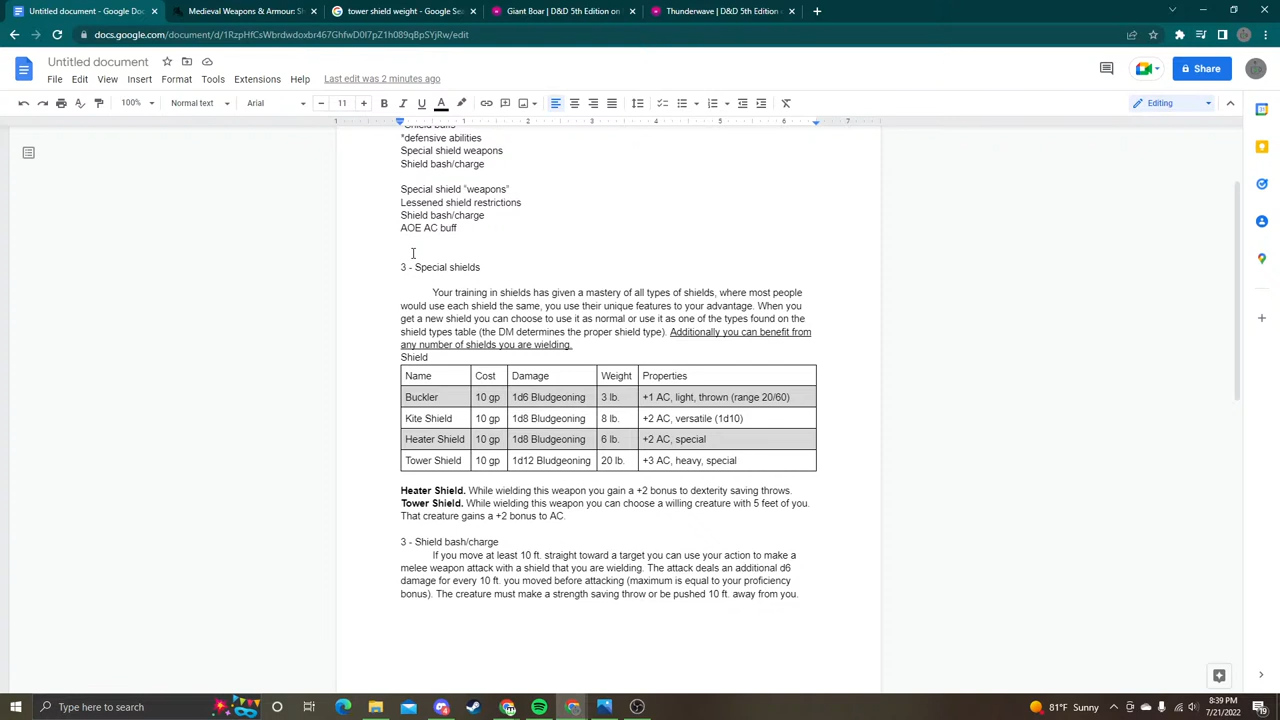 Untitled document - Google Doc
Medieval Weapons & Armour: Sh
tower shield weight - Google Sea
Giant Boar | D&D 5th Edition on
Thunderwave | D&D 5th Edition
docs.google.com/document/d/1RzpHfCsWbrdwdoxbr467GhfwD0l7pZ1h089qBpSYjRw/edit
Untitled document
File Edit View Insert Format Tools Extensions Help Last edit was 2 minutes ago
Share
100% Normal text Arial 11 Editing
1 1 2 3 4 5 6 7
*Shield buffs
*defensive abilities
Special shield weapons
Shield bash/charge
Special shield "weapons"
Lessened shield restrictions
Shield bash/charge
AOE AC buff
3 - Special shields
Your training in shields has given a mastery of all types of shields, where most people
would use each shield the same, you use their unique features to your advantage. When you
get a new shield you can choose to use it as normal or use it as one of the types found on the
shield types table (the DM determines the proper shield type). Additionally you can benefit from
any number of shields you are wielding.
Shield
Name Cost Damage Weight Properties
Buckler 10 gp 1d6 Bludgeoning 3 lb. +1 AC, light, thrown (range 20/60)
Kite Shield 10 gp 1d8 Bludgeoning 8 lb. +2 AC, versatile (1d10)
Heater Shield 10 gp 1d8 Bludgeoning 6 lb. +2 AC, special
Tower Shield 10 gp 1d12 Bludgeoning 20 lb. +3 AC, heavy, special
Heater Shield. While wielding this weapon you gain a +2 bonus to dexterity saving throws.
Tower Shield. While wielding this weapon you can choose a willing creature with 5 feet of you.
That creature gains a +2 bonus to AC.
3 - Shield bash/charge
If you move at least 10 ft. straight toward a target you can use your action to make a
melee weapon attack with a shield that you are wielding. The attack deals an additional d6
damage for every 10 ft. you moved before attacking (maximum is equal to your proficiency
bonus). The creature must make a strength saving throw or be pushed 10 ft. away from you.
Type here to search
81°F
8:39 PM
7/21/2022